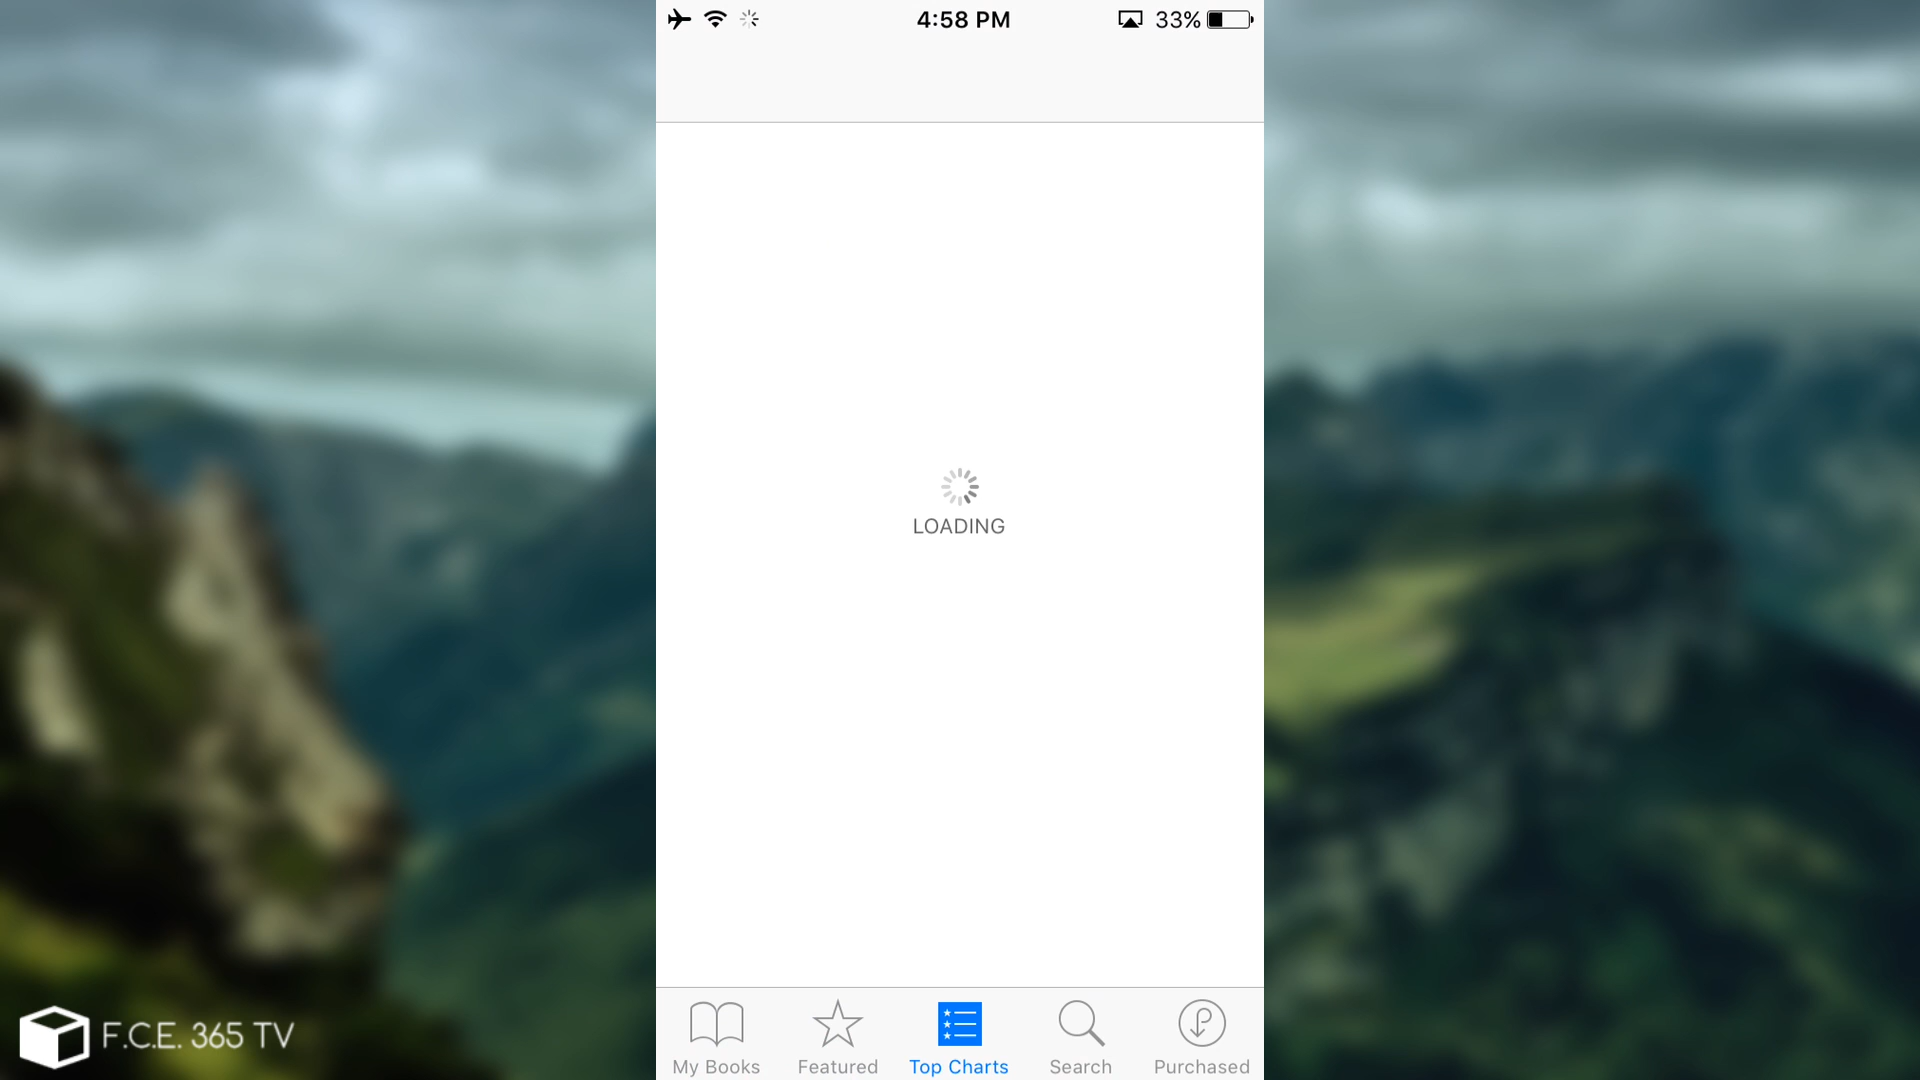 4:58 PM
33%
LOADING
My Books
Featured
Top Charts
Search
Purchased
F.C.E. 365 TV